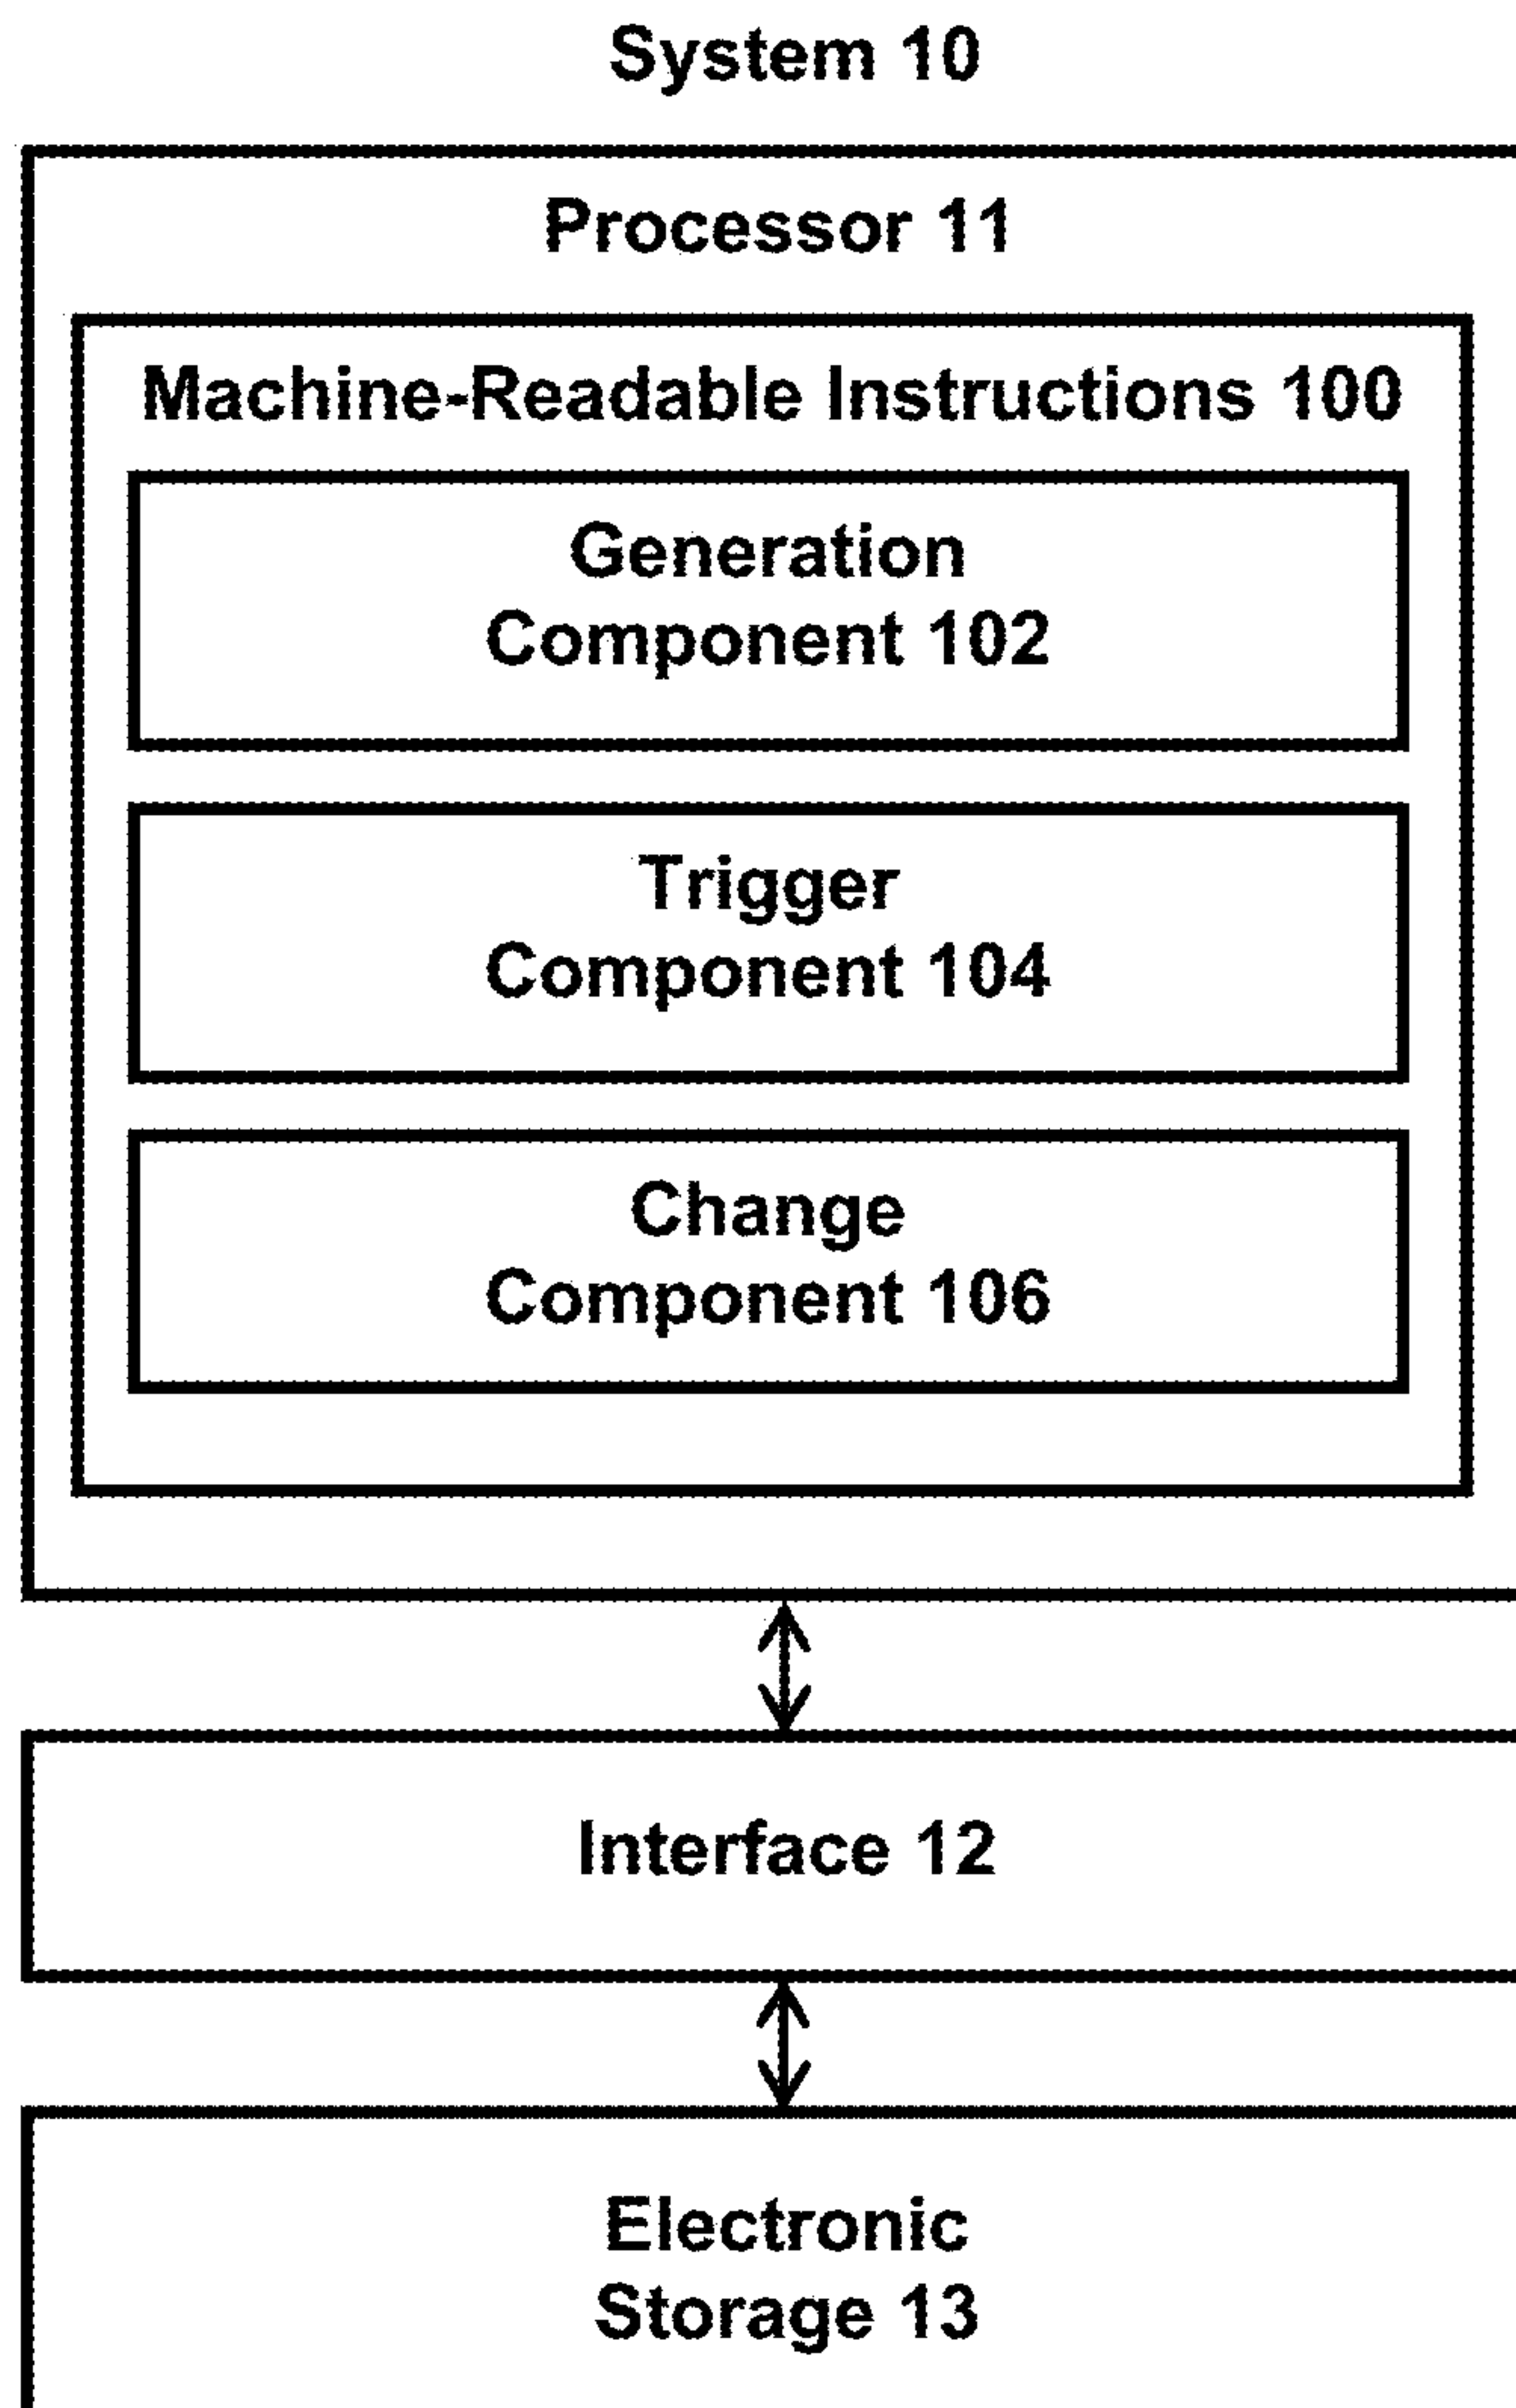 System 10
Processor 11
Machine-Readable Instructions 100
Generation
Component 102
Trigger
Component 104
Change
Component 106
Interface 12
Electronic
Storage 13